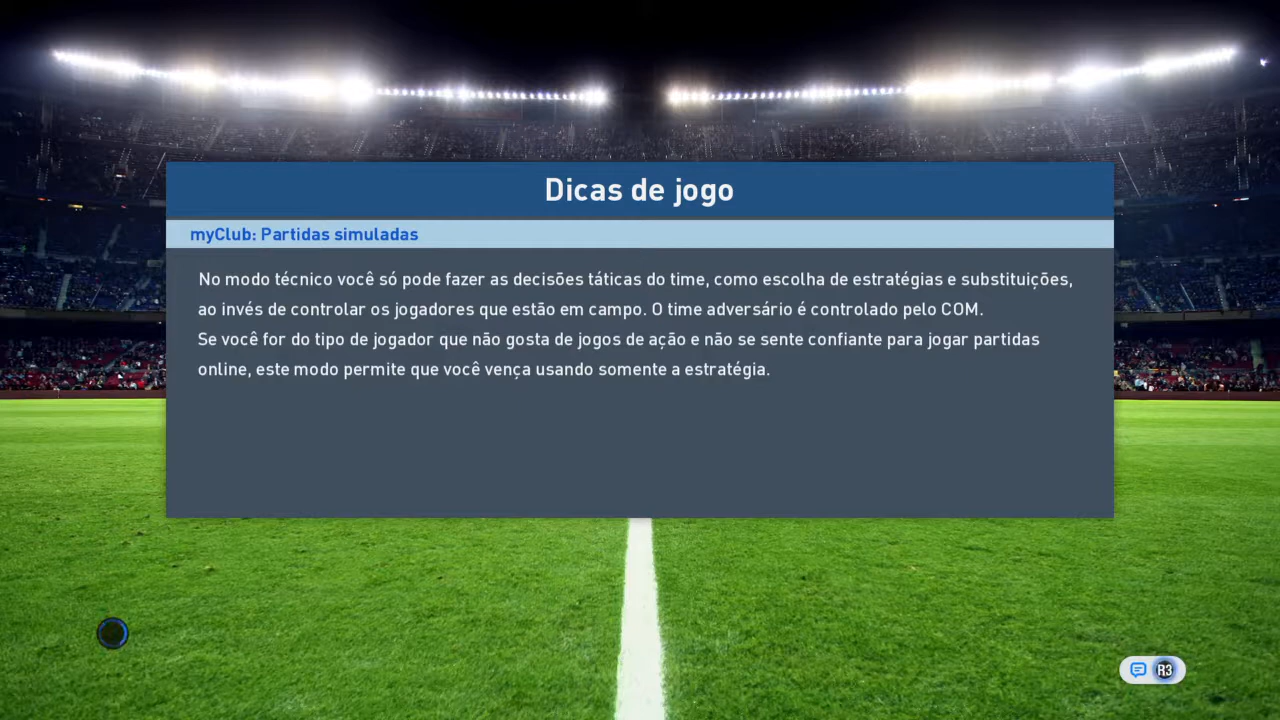 Dicas de jogo
myClub: Partidas simuladas
No modo técnico você só pode fazer as decisões táticas do time, como escolha de estratégias e substituições,
ao invés de controlar os jogadores que estão em campo. O time adversário é controlado pelo COM.
Se você for do tipo de jogador que não gosta de jogos de ação e não se sente confiante para jogar partidas
online, este modo permite que você vença usando somente a estratégia.
R3